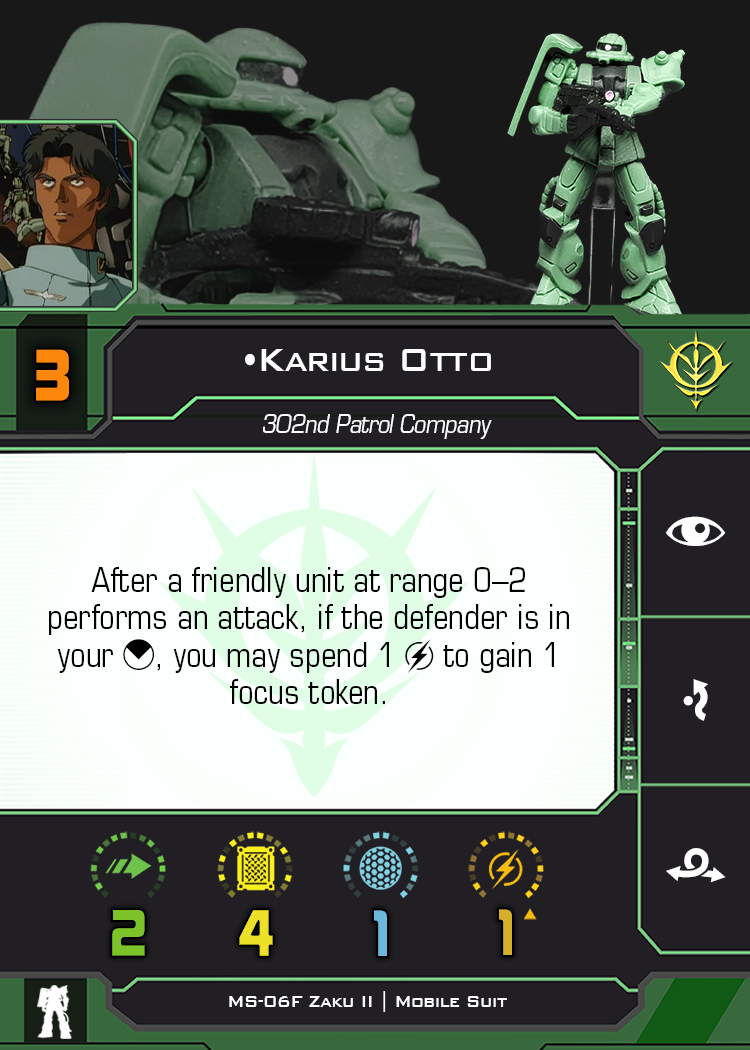 3
•Karius Otto
302nd Patrol Company
After a friendly unit at range 0–2
performs an attack, if the defender is in
your , you may spend 1 to gain 1
focus token.
2 4 1 1
MS-06F Zaku II | Mobile Suit